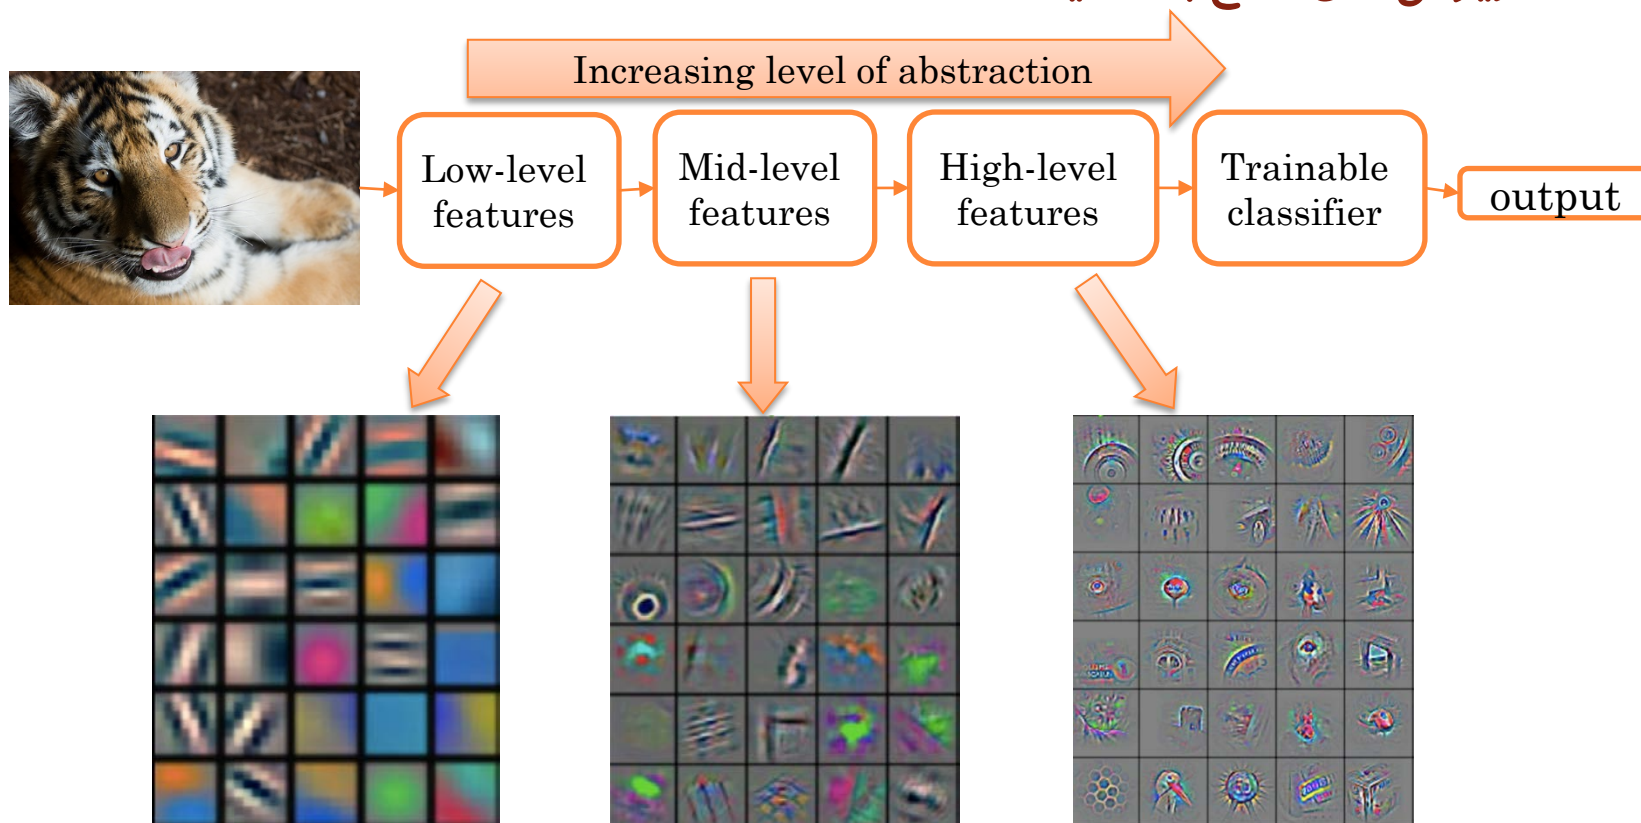 Increasing level of abstraction
Low-level
features
Mid-level
features
High-level
features
Trainable
classifier
output